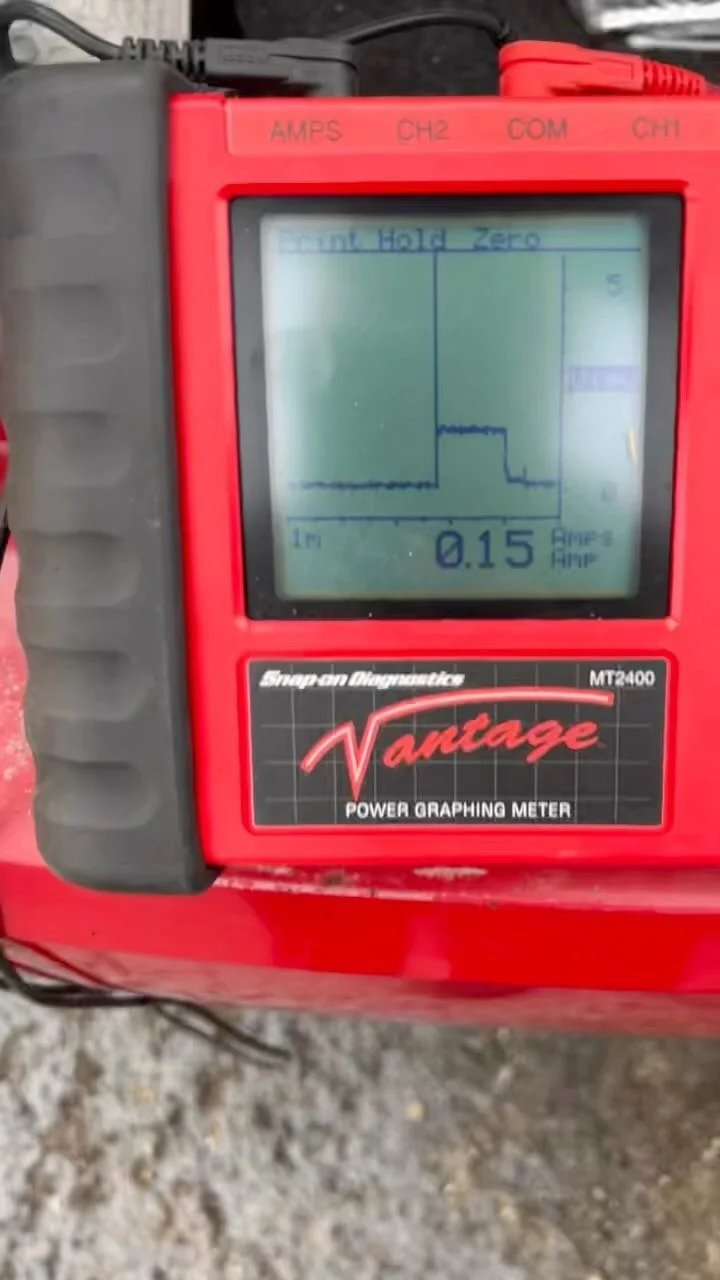 AMPS CH2 COM CH1
Print Hold Zero
5
0
1m 0.15 Amps
Amp
Snap-on Diagnostics MT2400
Vantage
POWER GRAPHING METER